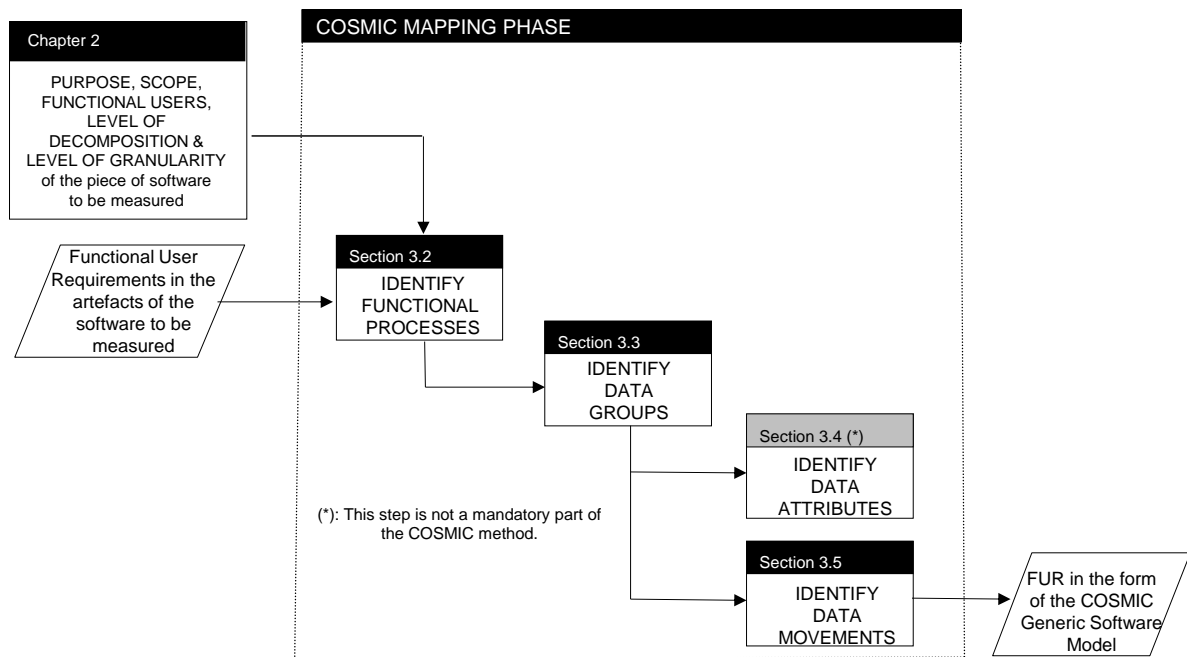 COSMIC MAPPING PHASE
Chapter 2
PURPOSE, SCOPE,
FUNCTIONAL USERS,
LEVEL OF
DECOMPOSITION &
LEVEL OF GRANULARITY
of the piece of software
to be measured
Functional User
Requirements in the
artefacts of the
software to be
measured
Section 3.2
IDENTIFY
FUNCTIONAL
PROCESSES
Section 3.3
IDENTIFY
DATA
GROUPS
Section 3.4 (*)
IDENTIFY
DATA
ATTRIBUTES
(*): This step is not a mandatory part of
the COSMIC method.
Section 3.5
IDENTIFY
DATA
MOVEMENTS
FUR in the form
of the COSMIC
Generic Software
Model